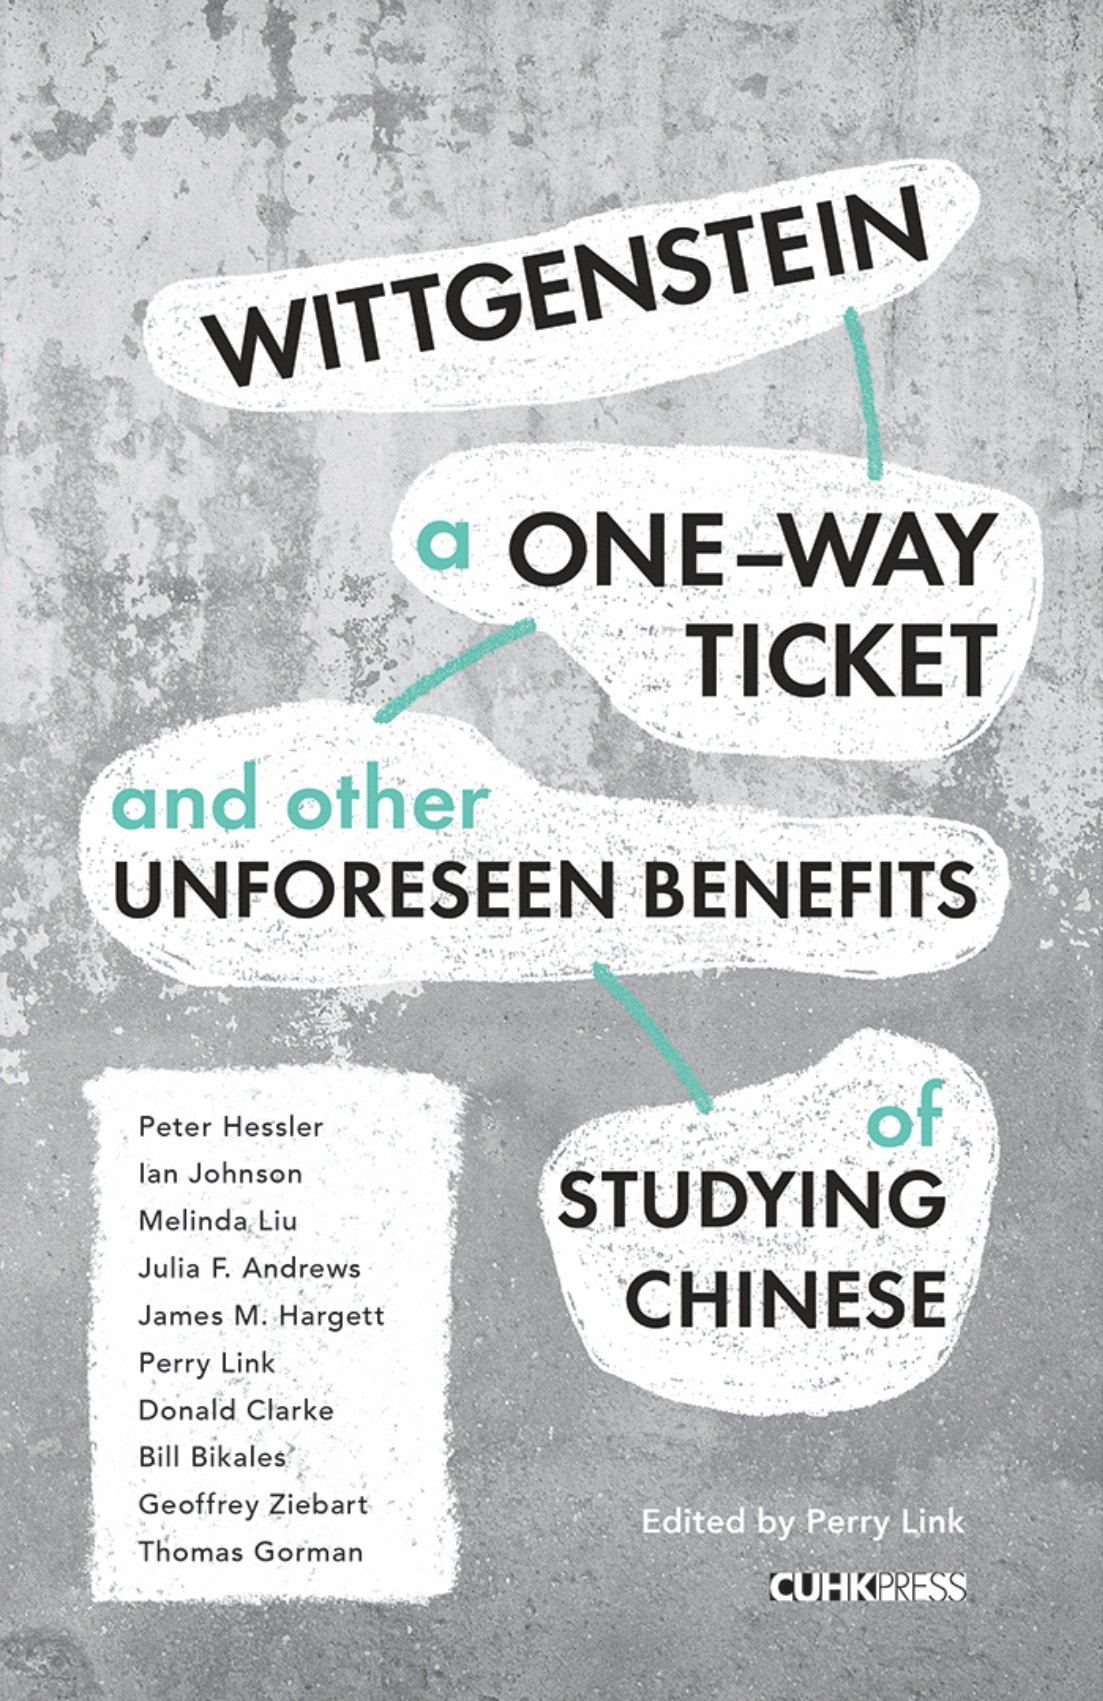 WITTGENSTEIN
a ONE–WAY
TICKET
and other
UNFORESEEN BENEFITS
of
STUDYING
CHINESE
Peter Hessler
Ian Johnson
Melinda Liu
Julia F. Andrews
James M. Hargett
Perry Link
Donald Clarke
Bill Bikales
Geoffrey Ziebart
Thomas Gorman
Edited by Perry Link
CUHKPRESS